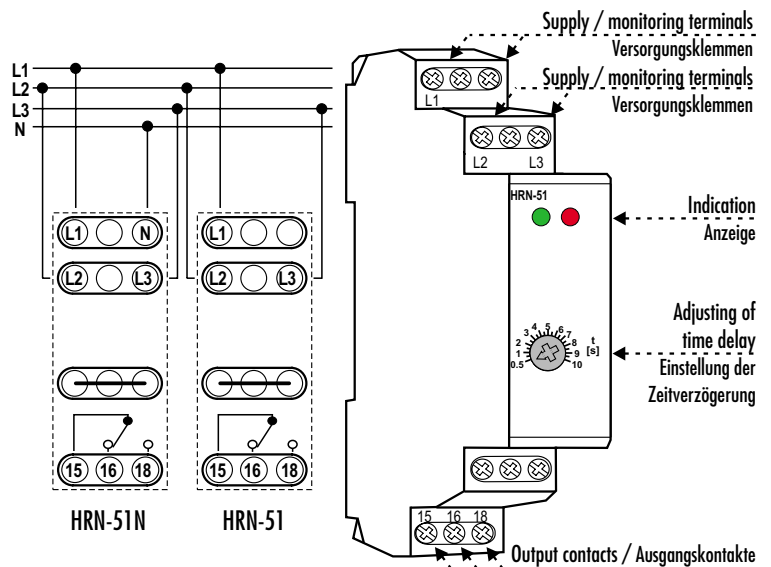 L1
L2
L3
N
L1 N
L2 L3
15 16 18
HRN-51N
L1
L2 L3
15 16 18
HRN-51
Supply / monitoring terminals
Versorgungsklemmen
Supply / monitoring terminals
Versorgungsklemmen
L1
L2 L3
HRN-51
Indication
Anzeige
0.5 1 2 3 4 5 6 7 8 9 10
t
[s]
Adjusting of
time delay
Einstellung der
Zeitverzögerung
15 16 18
Output contacts / Ausgangskontakte